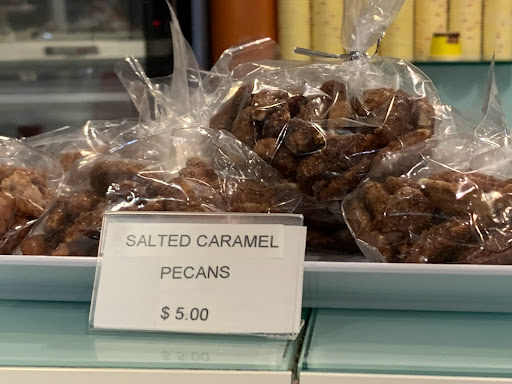 SALTED CARAMEL
PECANS
$ 5.00